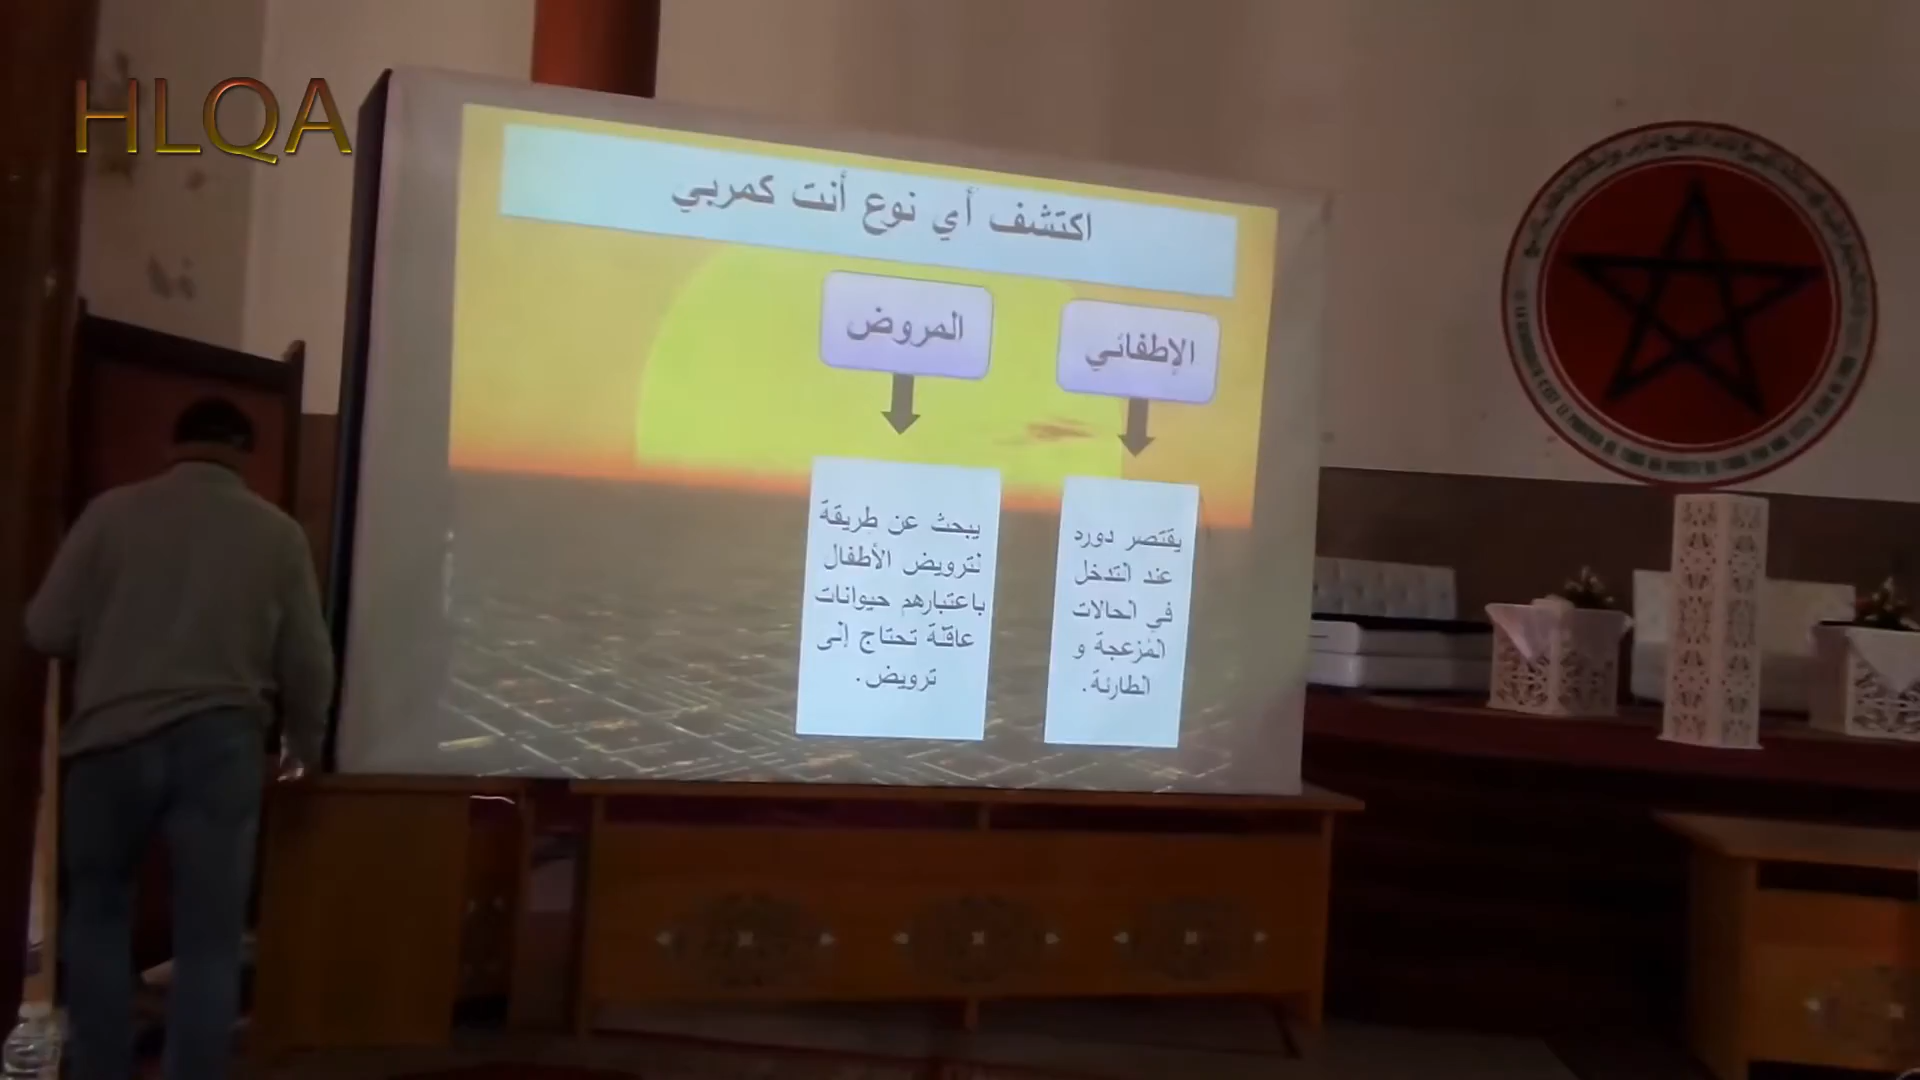 HLQA
اكتشف أي نوع أنت كمربي
الإطفائي
المروض
يقتصر دوره
عند التدخل
في الحالات
المزعجة و
الطارئة.
يبحث عن طريقة
لترويض الأطفال
باعتبارهم حيوانات
عاقلة تحتاج إلى
ترويض.